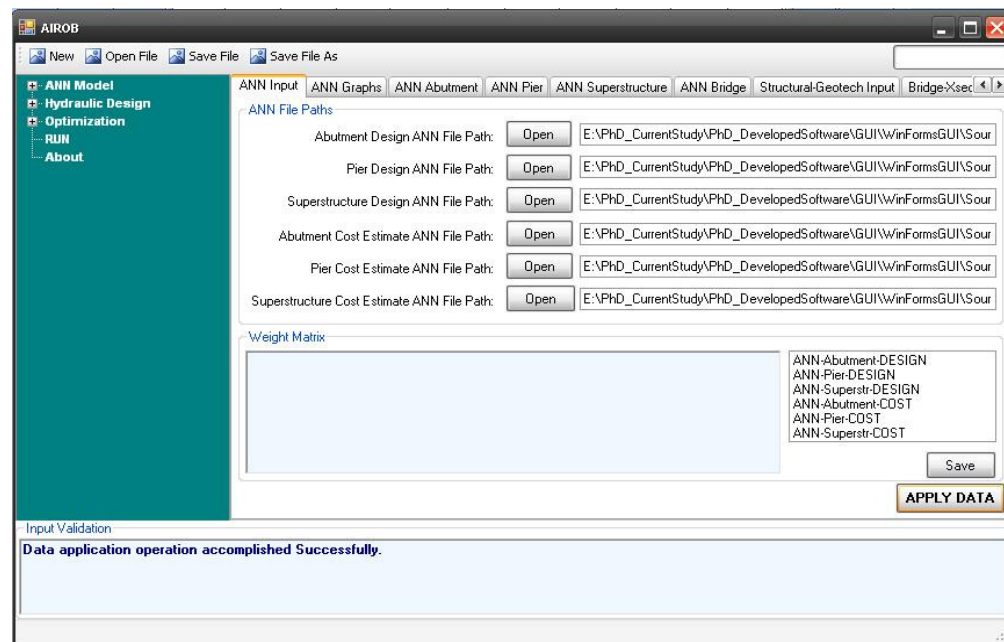 AIROB
New Open File Save File Save File As
ANN Model
Hydraulic Design
Optimization
RUN
About
ANN Input ANN Graphs ANN Abutment ANN Pier ANN Superstructure ANN Bridge Structural-Geotech Input Bridge-Xsec
ANN File Paths
Abutment Design ANN File Path: Open E:\PhD_CurrentStudy\PhD_DevelopedSoftware\GUI\WinFormsGUI\Sour
Pier Design ANN File Path: Open E:\PhD_CurrentStudy\PhD_DevelopedSoftware\GUI\WinFormsGUI\Sour
Superstructure Design ANN File Path: Open E:\PhD_CurrentStudy\PhD_DevelopedSoftware\GUI\WinFormsGUI\Sour
Abutment Cost Estimate ANN File Path: Open E:\PhD_CurrentStudy\PhD_DevelopedSoftware\GUI\WinFormsGUI\Sour
Pier Cost Estimate ANN File Path: Open E:\PhD_CurrentStudy\PhD_DevelopedSoftware\GUI\WinFormsGUI\Sour
Superstructure Cost Estimate ANN File Path: Open E:\PhD_CurrentStudy\PhD_DevelopedSoftware\GUI\WinFormsGUI\Sour
Weight Matrix
ANN-Abutment-DESIGN
ANN-Pier-DESIGN
ANN-Superstr-DESIGN
ANN-Abutment-COST
ANN-Pier-COST
ANN-Superstr-COST
Save
APPLY DATA
Input Validation
Data application operation accomplished Successfully.